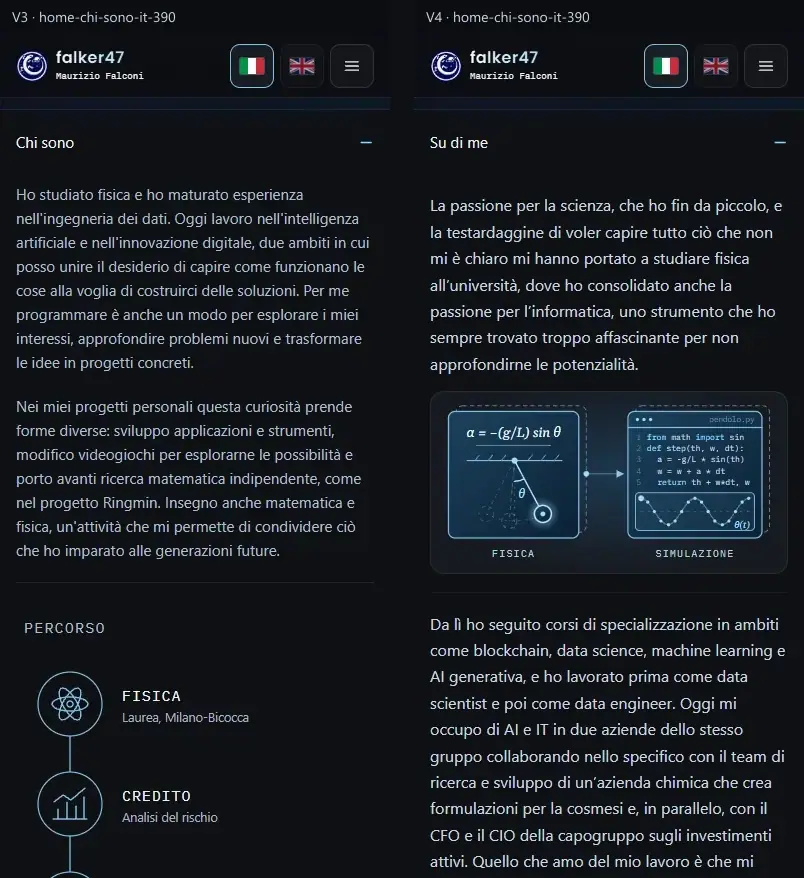 V3 · home-chi-sono-it-390
falker47
Maurizio Falconi
Chi sono
Ho studiato fisica e ho maturato esperienza
nell'ingegneria dei dati. Oggi lavoro nell'intelligenza
artificiale e nell'innovazione digitale, due ambiti in cui
posso unire il desiderio di capire come funzionano le
cose alla voglia di costruirci delle soluzioni. Per me
programmare è anche un modo per esplorare i miei
interessi, approfondire problemi nuovi e trasformare
le idee in progetti concreti.
Nei miei progetti personali questa curiosità prende
forme diverse: sviluppo applicazioni e strumenti,
modifico videogiochi per esplorarne le possibilità e
porto avanti ricerca matematica indipendente, come
nel progetto Ringmin. Insegno anche matematica e
fisica, un'attività che mi permette di condividere ciò
che ho imparato alle generazioni future.
PERCORSO
FISICA
Laurea, Milano-Bicocca
CREDITO
Analisi del rischio
V4 · home-chi-sono-it-390
falker47
Maurizio Falconi
Su di me
La passione per la scienza, che ho fin da piccolo, e
la testardaggine di voler capire tutto ciò che non
mi è chiaro mi hanno portato a studiare fisica
all’università, dove ho consolidato anche la
passione per l’informatica, uno strumento che ho
sempre trovato troppo affascinante per non
approfondirne le potenzialità.
α = −(g/L) sin θ
θ
pendolo.py
1 from math import sin
2 def step(th, w, dt):
3 a = -g/L * sin(th)
4 w = w + a * dt
5 return th + w*dt, w
θ(t)
FISICA
SIMULAZIONE
Da lì ho seguito corsi di specializzazione in ambiti
come blockchain, data science, machine learning e
AI generativa, e ho lavorato prima come data
scientist e poi come data engineer. Oggi mi
occupo di AI e IT in due aziende dello stesso
gruppo collaborando nello specifico con il team di
ricerca e sviluppo di un’azienda chimica che crea
formulazioni per la cosmesi e, in parallelo, con il
CFO e il CIO della capogruppo sugli investimenti
attivi. Quello che amo del mio lavoro è che mi